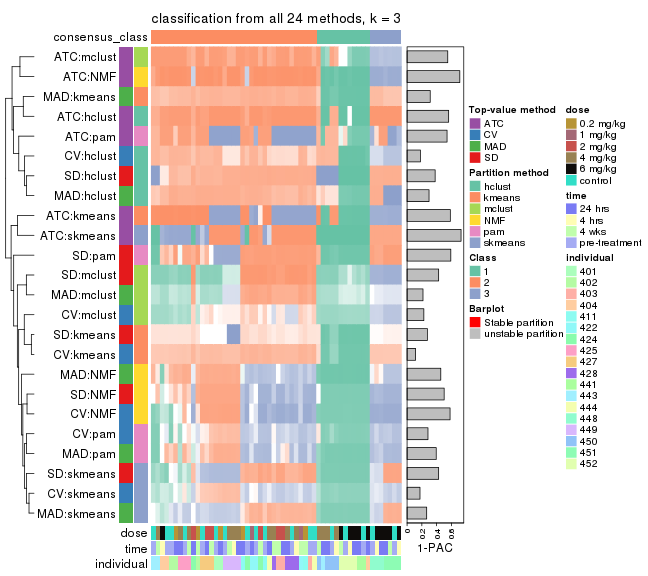 classification from all 24 methods, k = 3
consensus_class
ATC:mclust
ATC:NMF
MAD:kmeans
ATC:hclust
ATC:pam
CV:hclust
SD:hclust
MAD:hclust
ATC:kmeans
ATC:skmeans
SD:pam
SD:mclust
MAD:mclust
CV:mclust
SD:kmeans
CV:kmeans
MAD:NMF
SD:NMF
CV:NMF
CV:pam
MAD:pam
SD:skmeans
CV:skmeans
MAD:skmeans
dose
time
individual
0 0.2 0.4 0.6
1-PAC
Top-value method
ATC
CV
MAD
SD
Partition method
hclust
kmeans
mclust
NMF
pam
skmeans
Class
1
2
3
Barplot
Stable partition
unstable partition
dose
0.2 mg/kg
1 mg/kg
2 mg/kg
4 mg/kg
6 mg/kg
control
time
24 hrs
4 hrs
4 wks
pre-treatment
individual
401
402
403
404
411
422
424
425
427
428
441
443
444
448
449
450
451
452